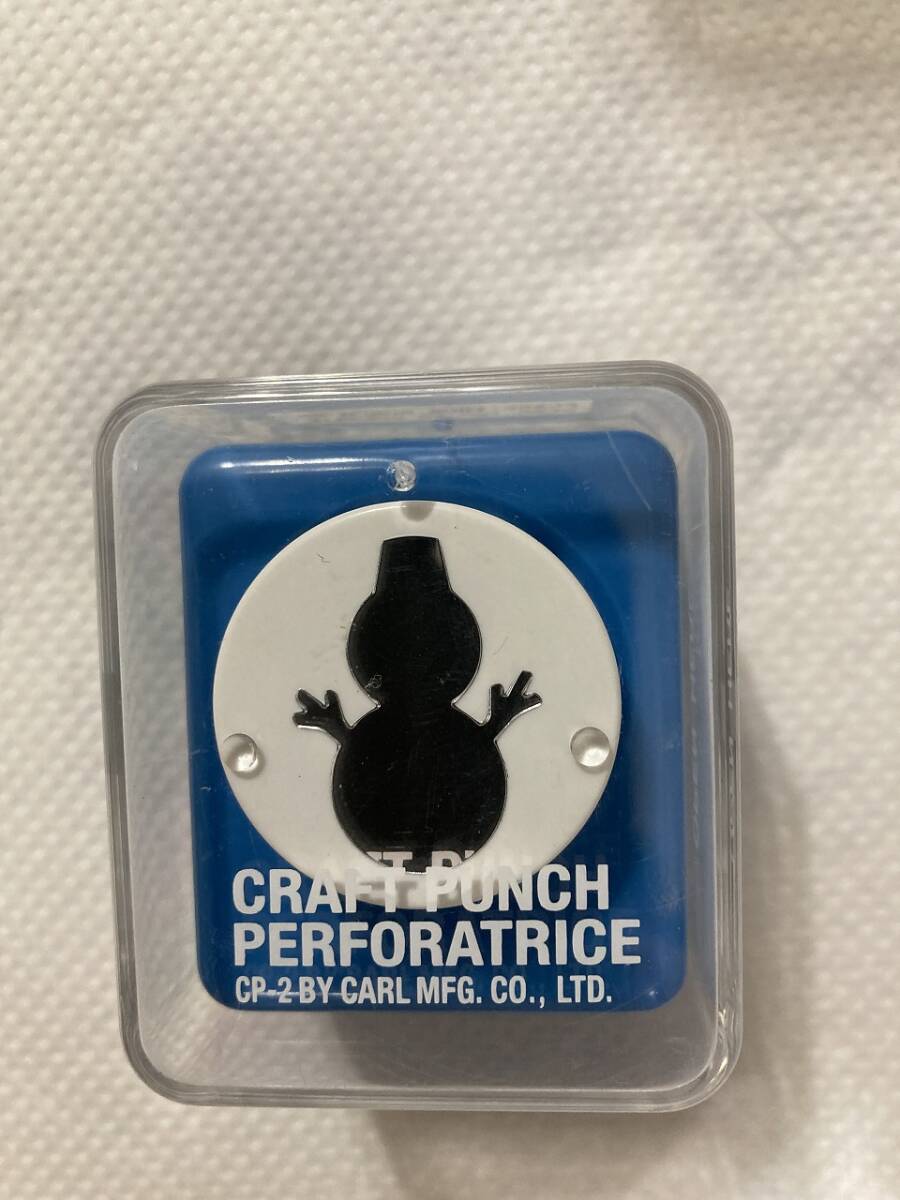 CRAFT PUNCH
PERFORATRICE
CP-2 BY CARL MFG. CO., LTD.